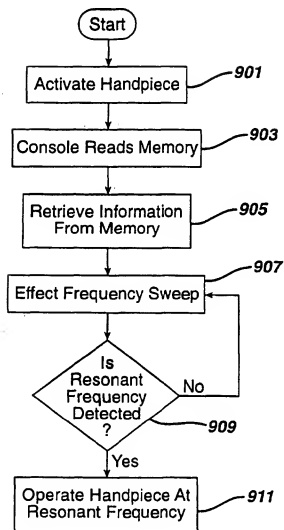 Start
Activate Handpiece
901
Console Reads Memory
903
Retrieve Information
From Memory
905
907
Effect Frequency Sweep
Is
Resonant
Frequency
Detected
?
No
909
Yes
Operate Handpiece At
Resonant Frequency
911